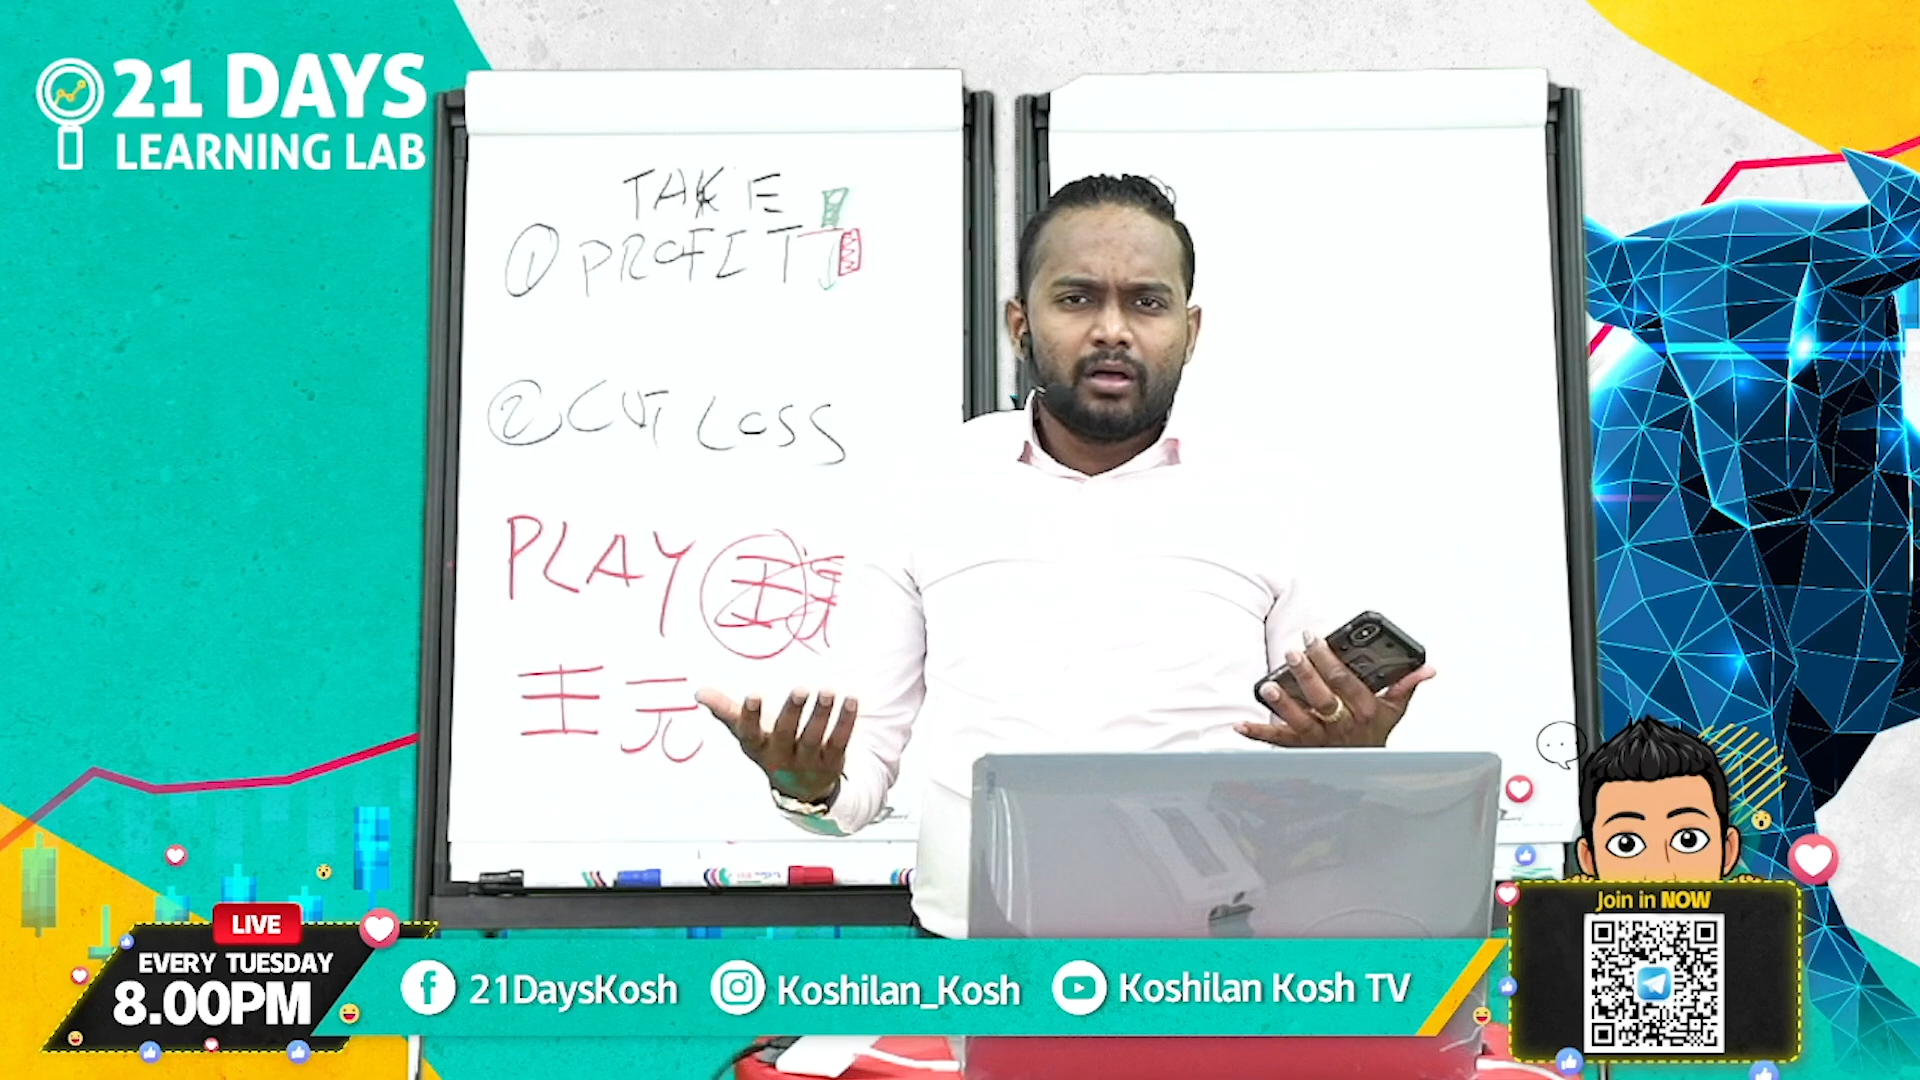 21 DAYS
LEARNING LAB
TAKE
① PROFIT
② CUT LOSS
PLAY
LIVE
EVERY TUESDAY
8.00PM
21DaysKosh
Koshilan_Kosh
Koshilan Kosh TV
Join in NOW